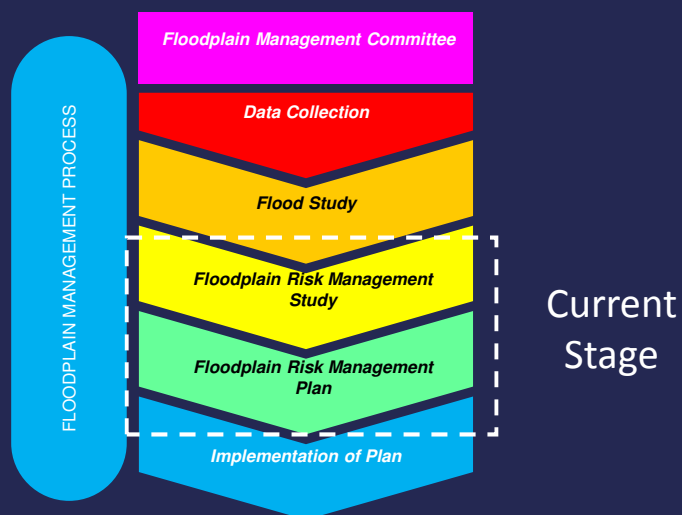 FLOODPLAIN MANAGEMENT PROCESS
Floodplain Management Committee
Data Collection
Flood Study
Floodplain Risk Management
Study
Floodplain Risk Management
Plan
Implementation of Plan
Current
Stage